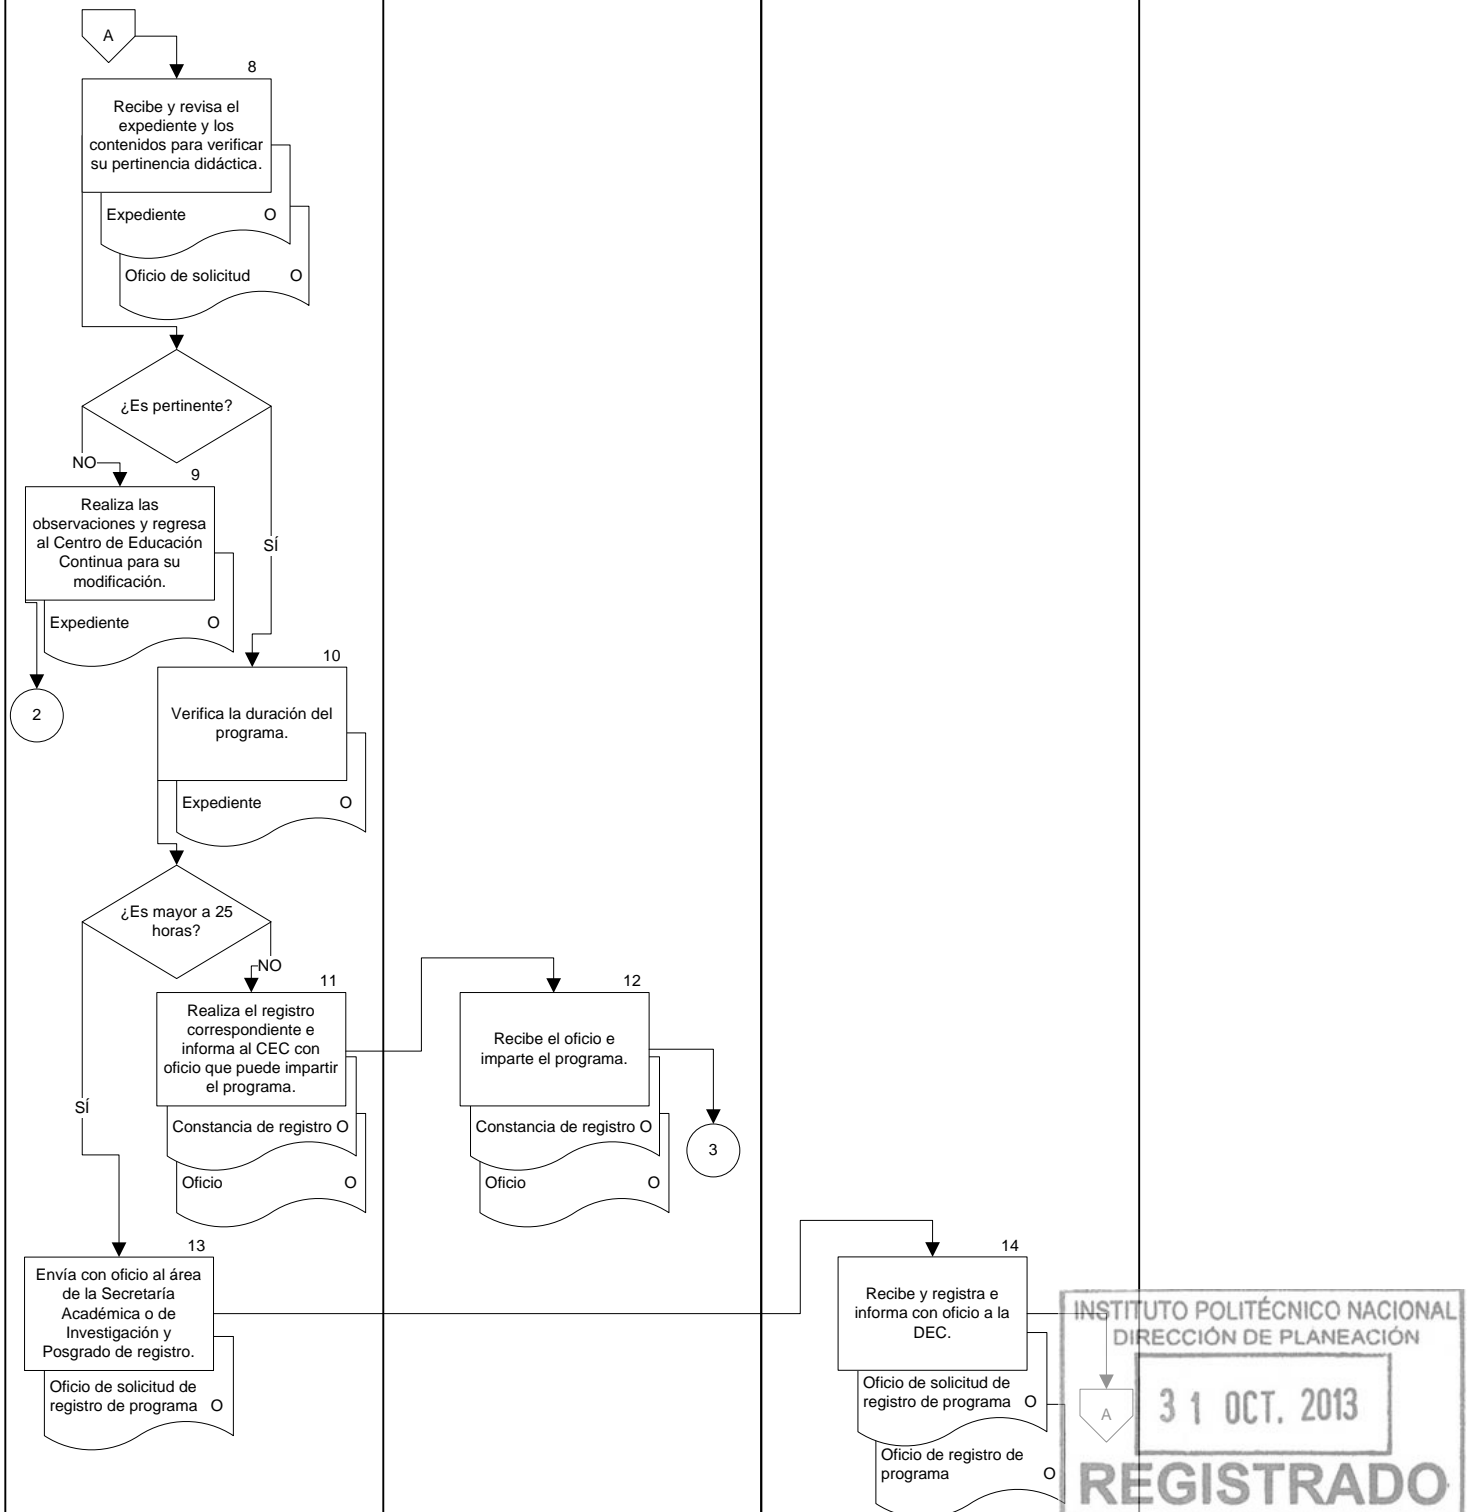 A
8
Recibe y revisa el
expediente y los
contenidos para verificar
su pertinencia didáctica.
Expediente O
Oficio de solicitud O
¿Es pertinente?
NO
SÍ
9
Realiza las
observaciones y regresa
al Centro de Educación
Continua para su
modificación.
Expediente O
2
10
Verifica la duración del
programa.
Expediente O
¿Es mayor a 25
horas?
NO
SÍ
11
Realiza el registro
correspondiente e
informa al CEC con
oficio que puede impartir
el programa.
Constancia de registro O
Oficio O
12
Recibe el oficio e
imparte el programa.
Constancia de registro O
Oficio O
3
13
Envía con oficio al área
de la Secretaría
Académica o de
Investigación y
Posgrado de registro.
Oficio de solicitud de
registro de programa O
14
Recibe y registra e
informa con oficio a la
DEC.
Oficio de solicitud de
registro de programa O
Oficio de registro de
programa O
A
INSTITUTO POLITÉCNICO NACIONAL
DIRECCIÓN DE PLANEACIÓN
31 OCT. 2013
REGISTRADO